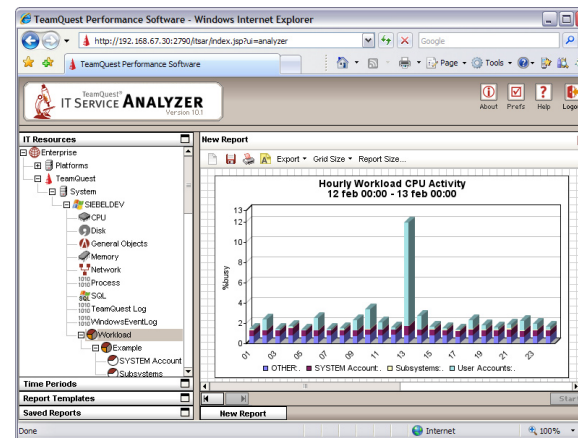 TeamQuest Performance Software - Windows Internet Explorer
http://192.168.67.30:2790/itsar/index.jsp?ui=analyzer
Google
TeamQuest Performance Software
Page
Tools
TeamQuest®
IT SERVICE ANALYZER
Version 10.1
About
Prefs
Help
IT Resources
New Report
Enterprise
Platforms
TeamQuest
System
SIEBELDEV
CPU
Disk
General Objects
Memory
Network
Process
SQL
TeamQuest Log
WindowsEventLog
Workload
Example
SYSTEM Account
Subsystems
Export
Grid Size
Report Size...
Hourly Workload CPU Activity
12 feb 00:00 - 13 feb 00:00
%busy
13
12
10
8
6
4
2
0
01 03 05 07 09 11 13 15 17 19 21 23
OTHER:. SYSTEM Account:. Subsystems:. User Accounts:.
Time Periods
Report Templates
Saved Reports
New Report
Done
Internet
100%